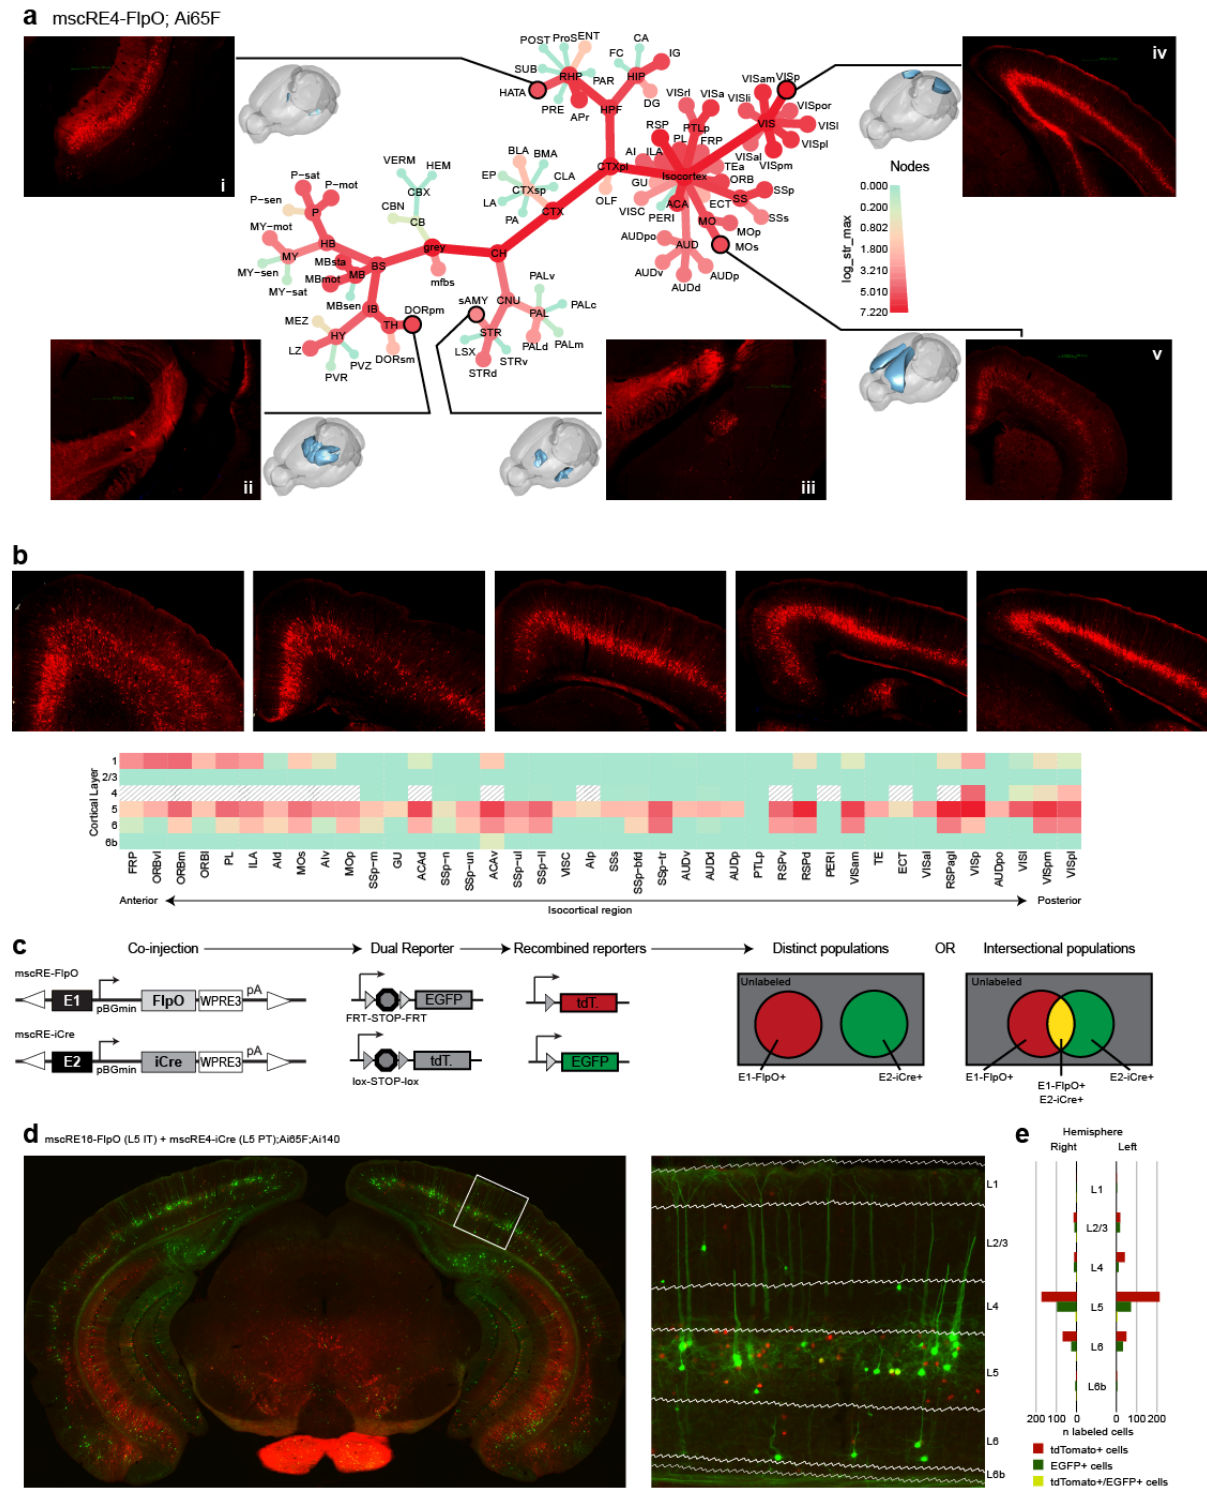 a mscRE4-FlpO; Ai65F
i
ii
iii
iv
v
POST
ProS
ENT
SUB
RHP
PAR
HATA
PRE
APr
FC
CA
IG
HIP
DG
HPF
VISrl
VISa
VISam
VISp
VISli
VISpor
VIS
VISl
VISpl
VISal
VISpm
RSP
PTLp
PL
FRP
AI
ILA
TEa
CTXpl
Isocortex
ORB
GU
ECT
SS
SSp
SSs
VISC
ACA
PERI
MO
MOp
MOs
OLF
AUDpo
AUD
AUDv
AUDp
AUDd
BLA
BMA
EP
CLA
CTXsp
LA
PA
CTX
VERM
HEM
CBX
CBN
CB
P-sat
P-mot
P-sen
P
MY-mot
HB
MY
MY-sen
MY-sat
MBsta
MB
MBmot
MBsen
BS
grey
mfbs
CH
IB
TH
DORpm
DORsm
MEZ
HY
LZ
PVZ
PVR
sAMY
CNU
STR
LSX
STRv
STRd
PALv
PAL
PALc
PALd
PALm
Nodes
log_str_max
0.000
0.200
0.802
1.800
3.210
5.010
7.220
b
Cortical Layer
1
2/3
4
5
6
6b
FRP
ORBvl
ORBm
ORBl
PL
ILA
AId
MOs
AIv
MOp
SSp-m
GU
ACAd
SSp-n
SSp-un
ACAv
SSp-ul
SSp-ll
VISC
AIp
SSs
SSp-bfd
SSp-tr
AUDv
AUDd
AUDp
PTLp
RSPv
RSPd
PERI
VISam
TE
ECT
VISal
RSPagl
VISp
AUDpo
VISl
VISpm
VISpl
Anterior
Isocortical region
Posterior
c
Co-injection
Dual Reporter
Recombined reporters
Distinct populations
OR
Intersectional populations
mscRE-FlpO
E1
pBGmin
FlpO
WPRE3
pA
FRT-STOP-FRT
EGFP
tdT.
mscRE-iCre
E2
pBGmin
iCre
WPRE3
pA
lox-STOP-lox
tdT.
EGFP
Unlabeled
E1-FlpO+
E2-iCre+
Unlabeled
E1-FlpO+
E1-FlpO+
E2-iCre+
E2-iCre+
d mscRE16-FlpO (L5 IT) + mscRE4-iCre (L5 PT);Ai65F;Ai140
L1
L2/3
L4
L5
L6
L6b
e
Hemisphere
Right
Left
L1
L2/3
L4
L5
L6
L6b
200 100 0
0 100 200
n labeled cells
tdTomato+ cells
EGFP+ cells
tdTomato+/EGFP+ cells